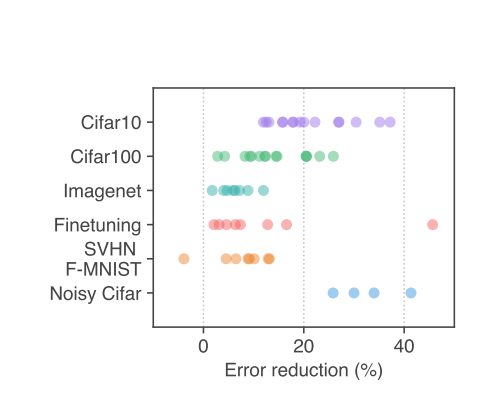 Cifar10
Cifar100
Imagenet
Finetuning
SVHN
F-MNIST
Noisy Cifar
0 20 40
Error reduction (%)